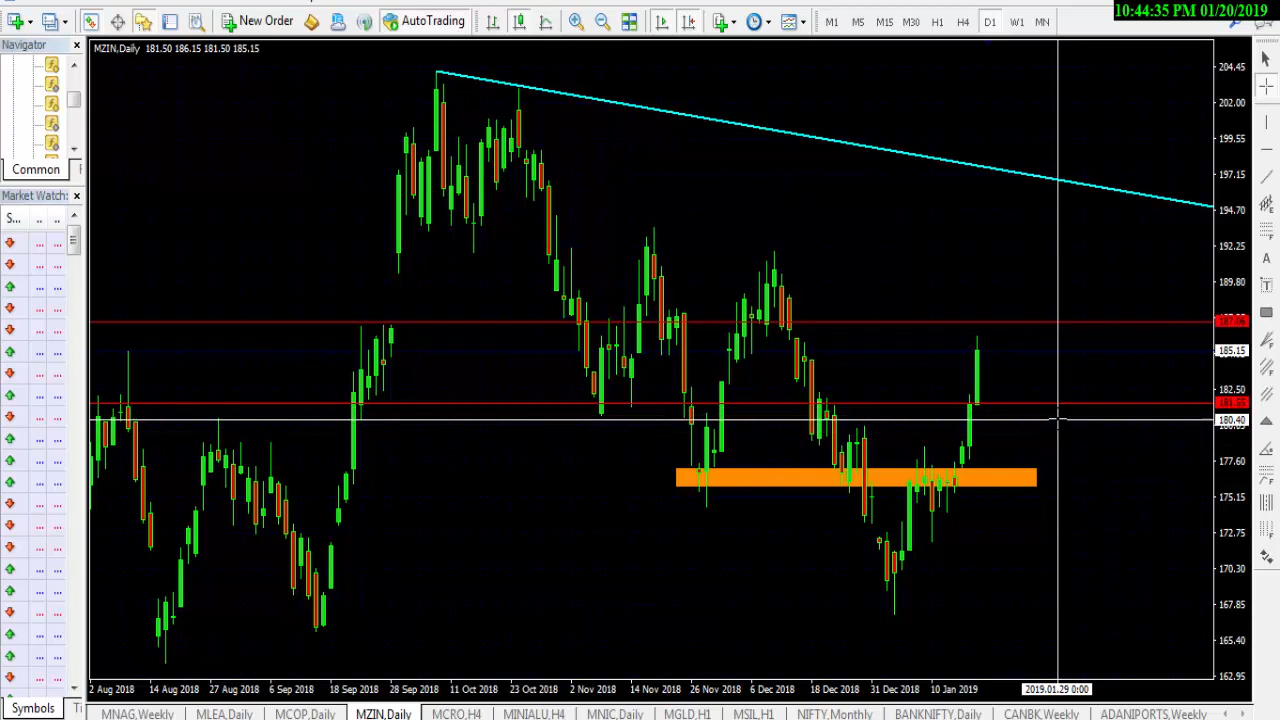 10:44:35 PM 01/20/2019
New Order
AutoTrading
M1 M5 M15 H1 H4 D1 W1 MN
Navigator
Common
Market Watch:
S...
Symbols
MZIN,Daily 181.50 186.15 181.50 185.15
204.45
202.00
199.55
197.15
194.70
192.25
189.80
187.06
185.15
182.50
181.55
180.40
177.60
175.15
172.75
170.30
167.85
165.40
162.95
2 Aug 2018 14 Aug 2018 6 Sep 2018 18 Sep 2018 28 Sep 2018 11 Oct 2018 23 Oct 2018 2 Nov 2018 14 Nov 2018 26 Nov 2018 6 Dec 2018 18 Dec 2018 31 Dec 2018 10 Jan 2019 2019.01.29 0:00
MNAG,Weekly MLEA,Daily MCOP,Daily MZIN,Daily MCRO,H4 MINIALU,H4 MNIC,Daily MGLD,H1 MSIL,H1 NIFTY,Monthly BANKNIFTY,Daily CANBK,Weekly ADANIPORTS,Weekly